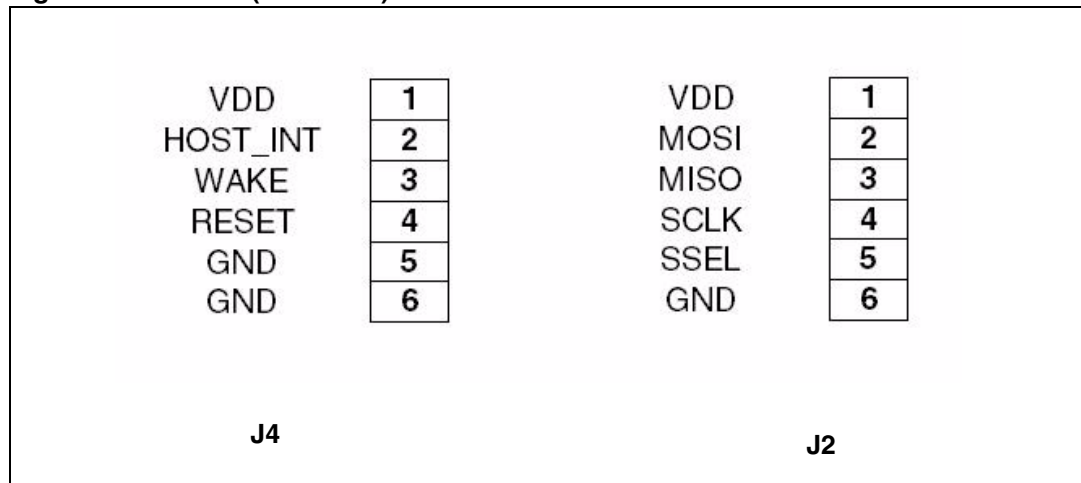 VDD 1
HOST_INT 2
WAKE 3
RESET 4
GND 5
GND 6
J4
VDD 1
MOSI 2
MISO 3
SCLK 4
SSEL 5
GND 6
J2